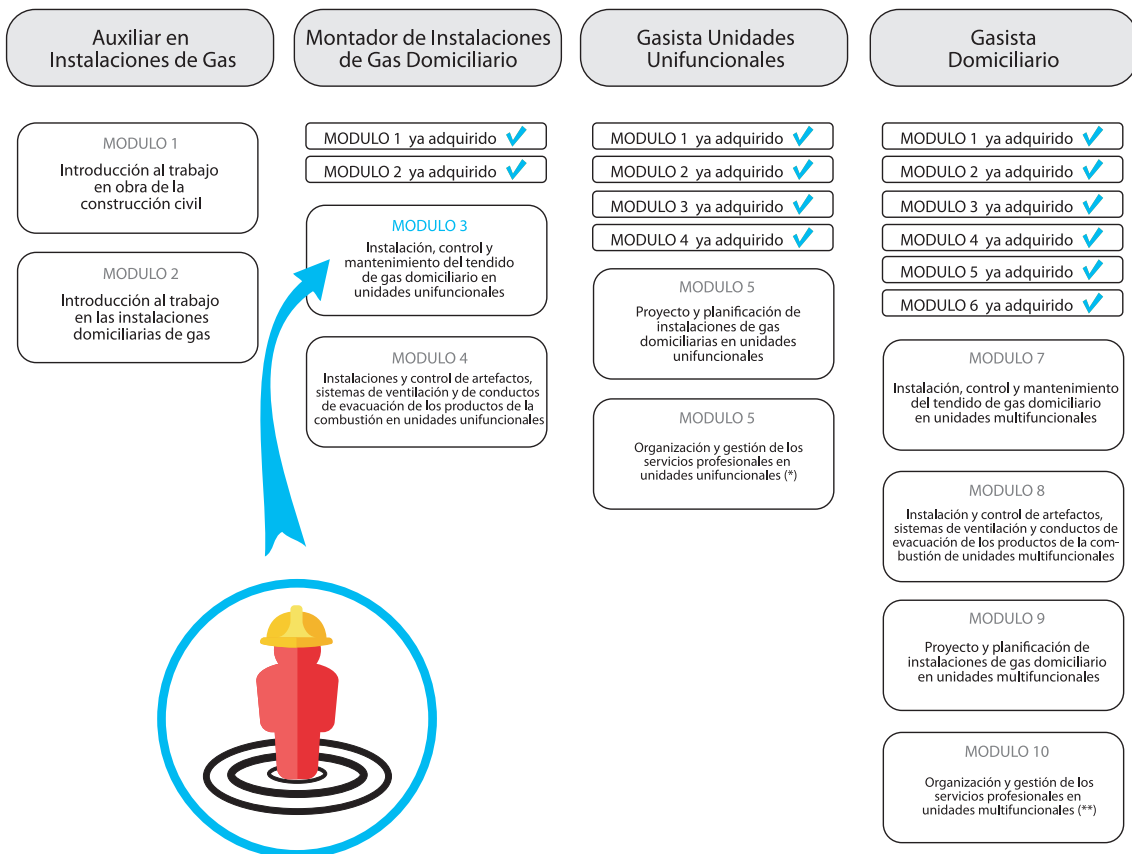 Auxiliar en
Instalaciones de Gas
MODULO 1
Introducción al trabajo
en obra de la
construcción civil
MODULO 2
Introducción al trabajo
en las instalaciones
domiciliarias de gas
Montador de Instalaciones
de Gas Domiciliario
MODULO 1 ya adquirido
MODULO 2 ya adquirido
MODULO 3
Instalación, control y
mantenimiento del tendido
de gas domiciliario en
unidades unifuncionales
MODULO 4
Instalaciones y control de artefactos,
sistemas de ventilación y de conductos
de evacuación de los productos de la
combustión en unidades unifuncionales
Gasista Unidades
Unifuncionales
MODULO 1 ya adquirido
MODULO 2 ya adquirido
MODULO 3 ya adquirido
MODULO 4 ya adquirido
MODULO 5
Proyecto y planificación de
instalaciones de gas
domiciliarias en unidades
unifuncionales
MODULO 5
Organización y gestión de los
servicios profesionales en
unidades unifuncionales (*)
Gasista
Domiciliario
MODULO 1 ya adquirido
MODULO 2 ya adquirido
MODULO 3 ya adquirido
MODULO 4 ya adquirido
MODULO 5 ya adquirido
MODULO 6 ya adquirido
MODULO 7
Instalación, control y mantenimiento
del tendido de gas domiciliario
en unidades multifuncionales
MODULO 8
Instalación y control de artefactos,
sistemas de ventilación y conductos de
evacuación de los productos de la com-
bustión de unidades multifuncionales
MODULO 9
Proyecto y planificación de
instalaciones de gas domiciliario
en unidades multifuncionales
MODULO 10
Organización y gestión de los
servicios profesionales en
unidades multifuncionales (**)